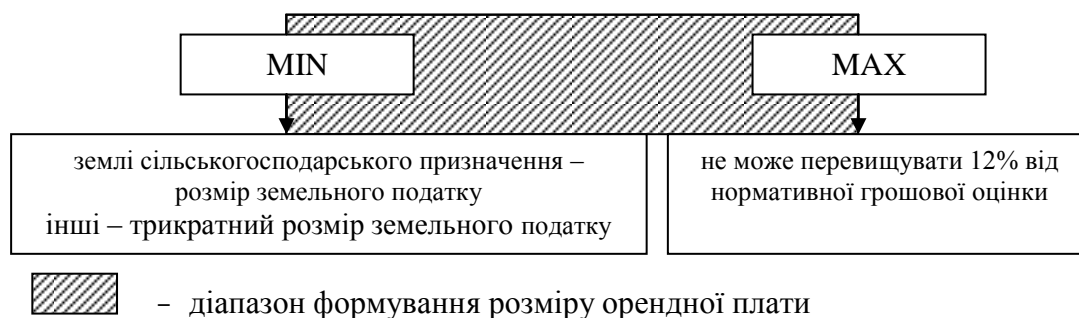 MIN
MAX
землі сільськогосподарського призначення –
розмір земельного податку
інші – трикратний розмір земельного податку
не може перевищувати 12% від
нормативної грошової оцінки
- діапазон формування розміру орендної плати